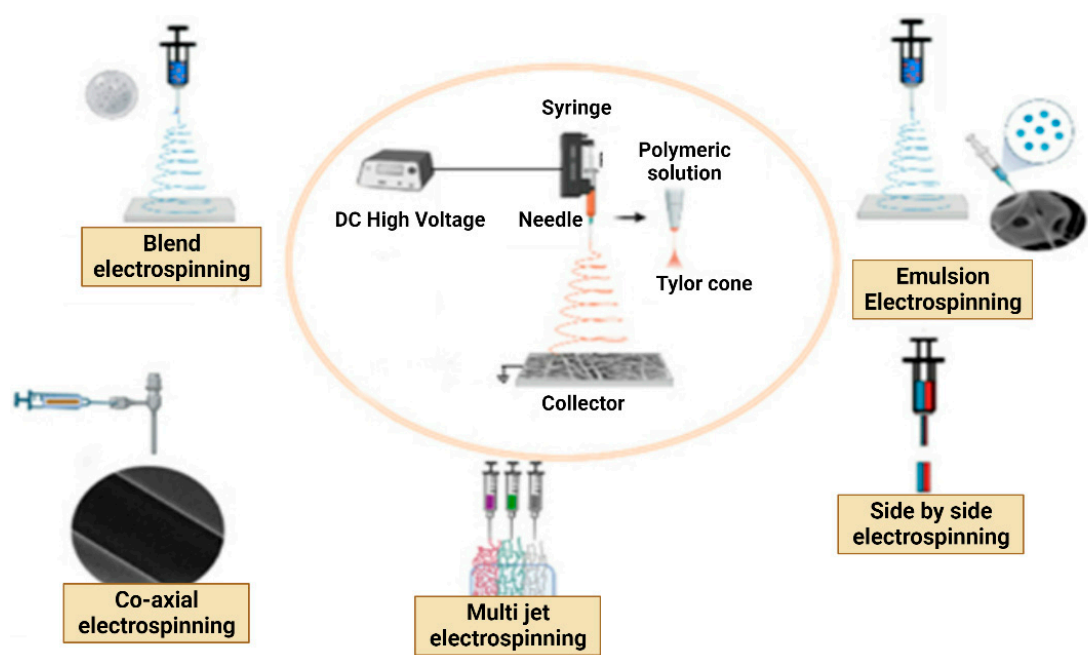 Syringe
Polymeric
solution
DC High Voltage
Needle
Tylor cone
Collector
Blend
electrospinning
Emulsion
Electrospinning
Co-axial
electrospinning
Multi jet
electrospinning
Side by side
electrospinning